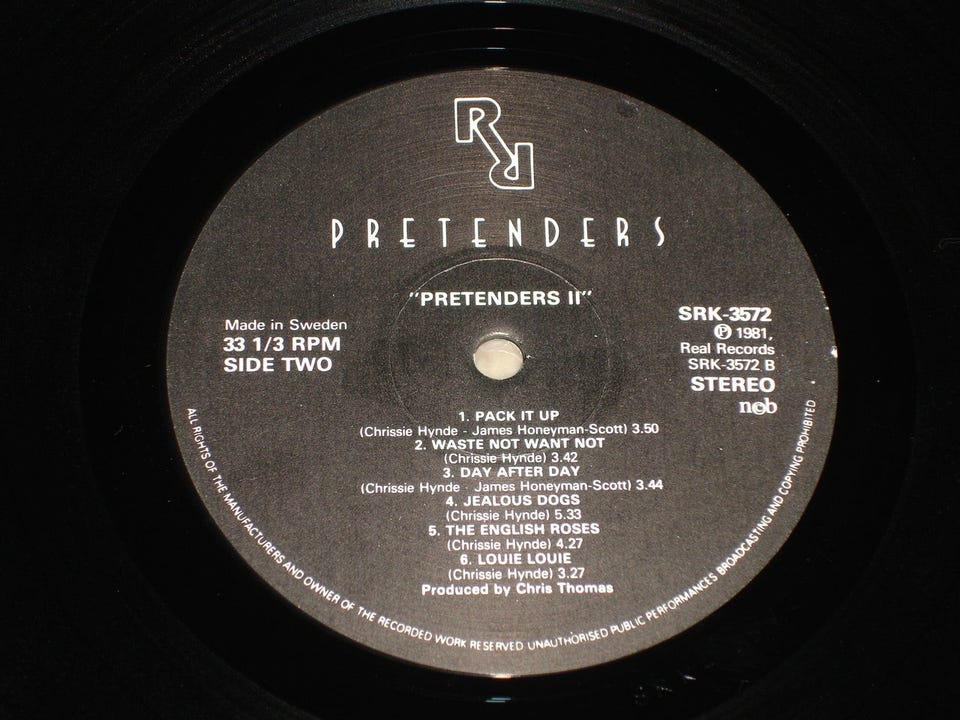 RR
PRETENDERS
"PRETENDERS II"
Made in Sweden
33 1/3 RPM
SIDE TWO
SRK-3572
℗ 1981,
Real Records
SRK-3572 B
STEREO
ncb
1. PACK IT UP
(Chrissie Hynde - James Honeyman-Scott) 3.50
2. WASTE NOT WANT NOT
(Chrissie Hynde) 3.42
3. DAY AFTER DAY
(Chrissie Hynde - James Honeyman-Scott) 3.44
4. JEALOUS DOGS
(Chrissie Hynde) 5.33
5. THE ENGLISH ROSES
(Chrissie Hynde) 4.27
6. LOUIE LOUIE
(Chrissie Hynde) 3.27
Produced by Chris Thomas
ALL RIGHTS OF THE MANUFACTURERS AND OWNER OF THE RECORDED WORK RESERVED UNAUTHORISED PUBLIC PERFORMANCES BROADCASTING AND COPYING PROHIBITED